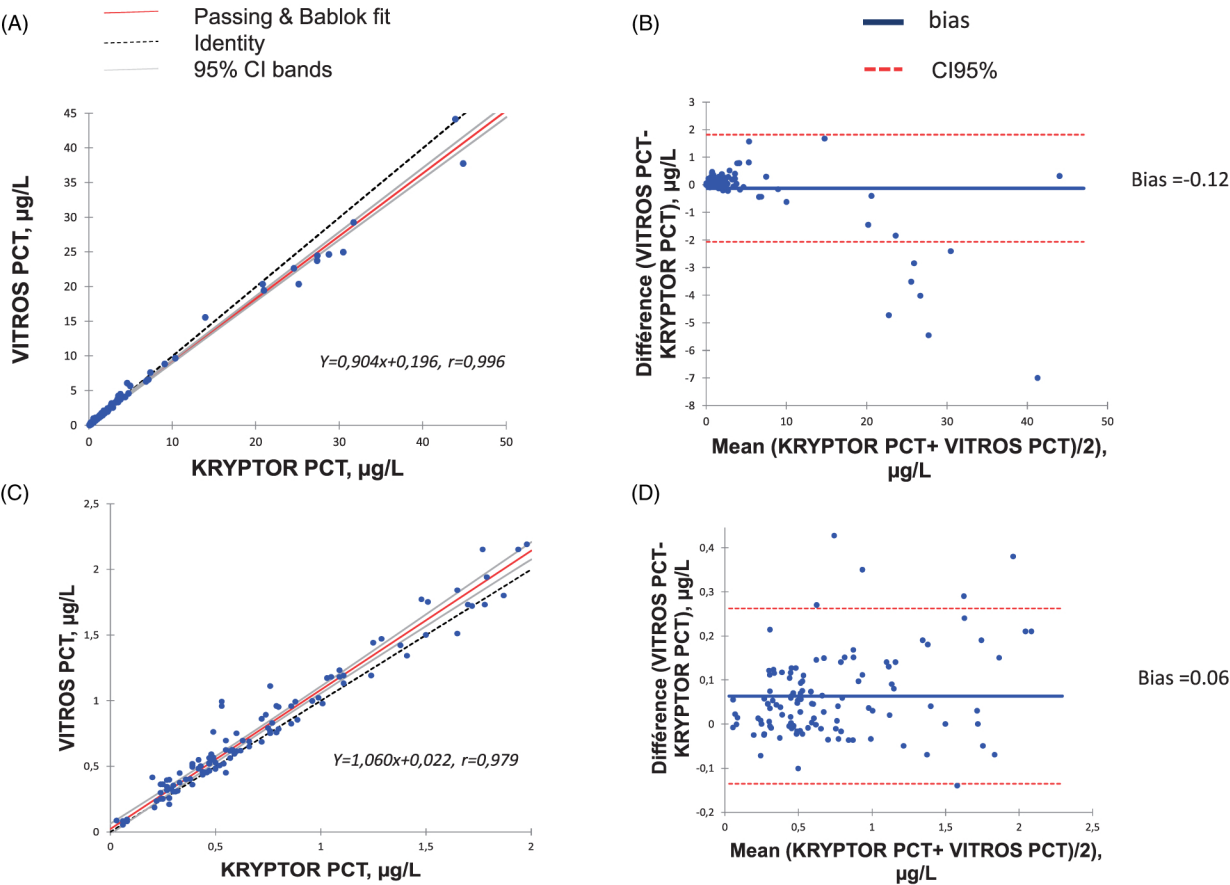 (A)
Passing & Bablok fit
Identity
95% CI bands
45
40
35
30
25
20
15
10
5
0
0
10
20
30
40
50
VITROS PCT, µg/L
Y=0,904x+0,196, r=0,996
KRYPTOR PCT, µg/L
(B)
bias
CI95%
3
2
1
0
-1
-2
-3
-4
-5
-6
-7
-8
0
10
20
30
40
50
Différence (VITROS PCT-
KRYPTOR PCT), µg/L
Bias =-0.12
Mean (KRYPTOR PCT+ VITROS PCT)/2),
µg/L
(C)
2,5
2
1,5
1
0,5
0
0
0,5
1
1,5
2
VITROS PCT, µg/L
Y=1,060x+0,022, r=0,979
KRYPTOR PCT, µg/L
(D)
0,4
0,3
0,2
0,1
0
-0,1
-0,2
0
0,5
1
1,5
2
2,5
Différence (VITROS PCT-
KRYPTOR PCT), µg/L
Bias =0.06
Mean (KRYPTOR PCT+ VITROS PCT)/2),
µg/L